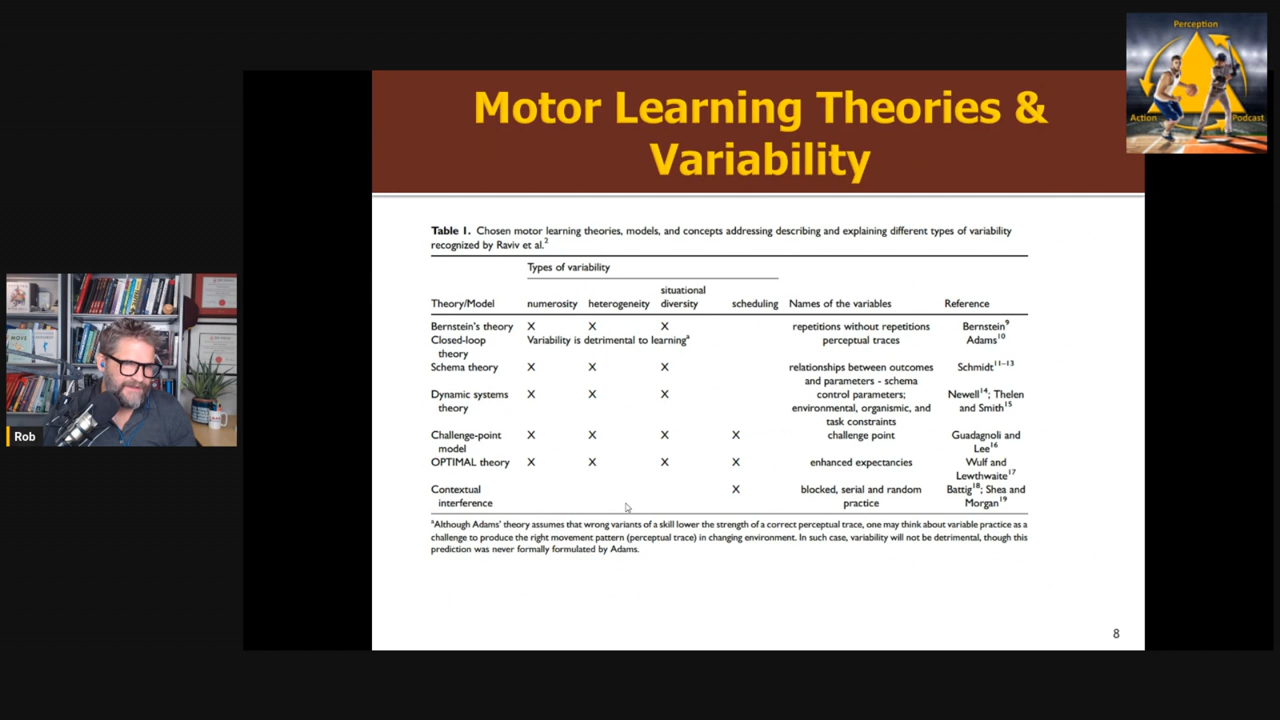 Perception
Action
Podcast
Motor Learning Theories &
Variability
Table 1. Chosen motor learning theories, models, and concepts addressing describing and explaining different types of variability
recognized by Raviv et al.2
Types of variability
Theory/Model numerosity heterogeneity situational diversity scheduling Names of the variables Reference
Bernstein's theory X X X repetitions without repetitions Bernstein9
Closed-loop Variability is detrimental to learninga perceptual traces Adams10
theory
Schema theory X X X relationships between outcomes Schmidt11–13
and parameters - schema
Dynamic systems X X X control parameters; Newell14; Thelen
theory environmental, organismic, and and Smith15
task constraints
Challenge-point X X X X challenge point Guadagnoli and
model Lee16
OPTIMAL theory X X X X enhanced expectancies Wulf and
Lewthwaite17
Contextual X blocked, serial and random Battig18; Shea and
interference practice Morgan19
aAlthough Adams' theory assumes that wrong variants of a skill lower the strength of a correct perceptual trace, one may think about variable practice as a
challenge to produce the right movement pattern (perceptual trace) in changing environment. In such case, variability will not be detrimental, though this
prediction was never formally formulated by Adams.
8
Rob
MOVE